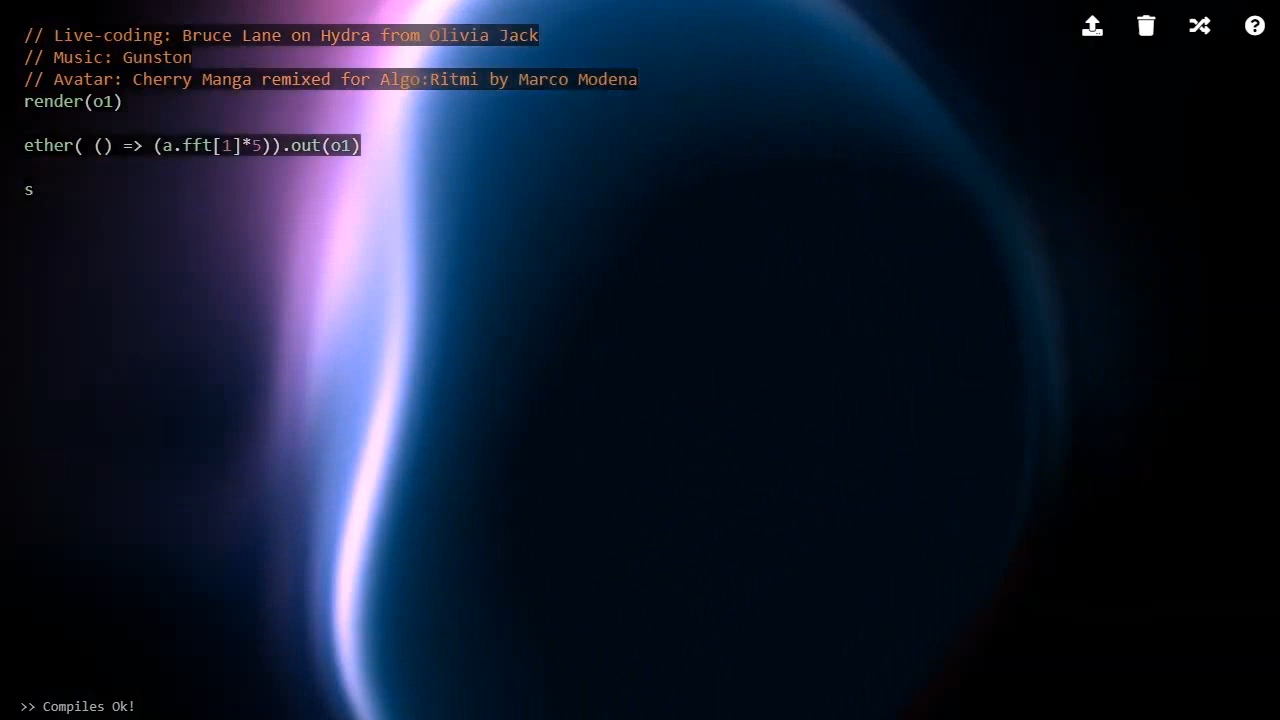 // Live-coding: Bruce Lane on Hydra from Olivia Jack
// Music: Gunston
// Avatar: Cherry Manga remixed for Algo:Ritmi by Marco Modena
render(o1)
ether( () => (a.fft[1]*5)).out(o1)
s
>> Compiles Ok!